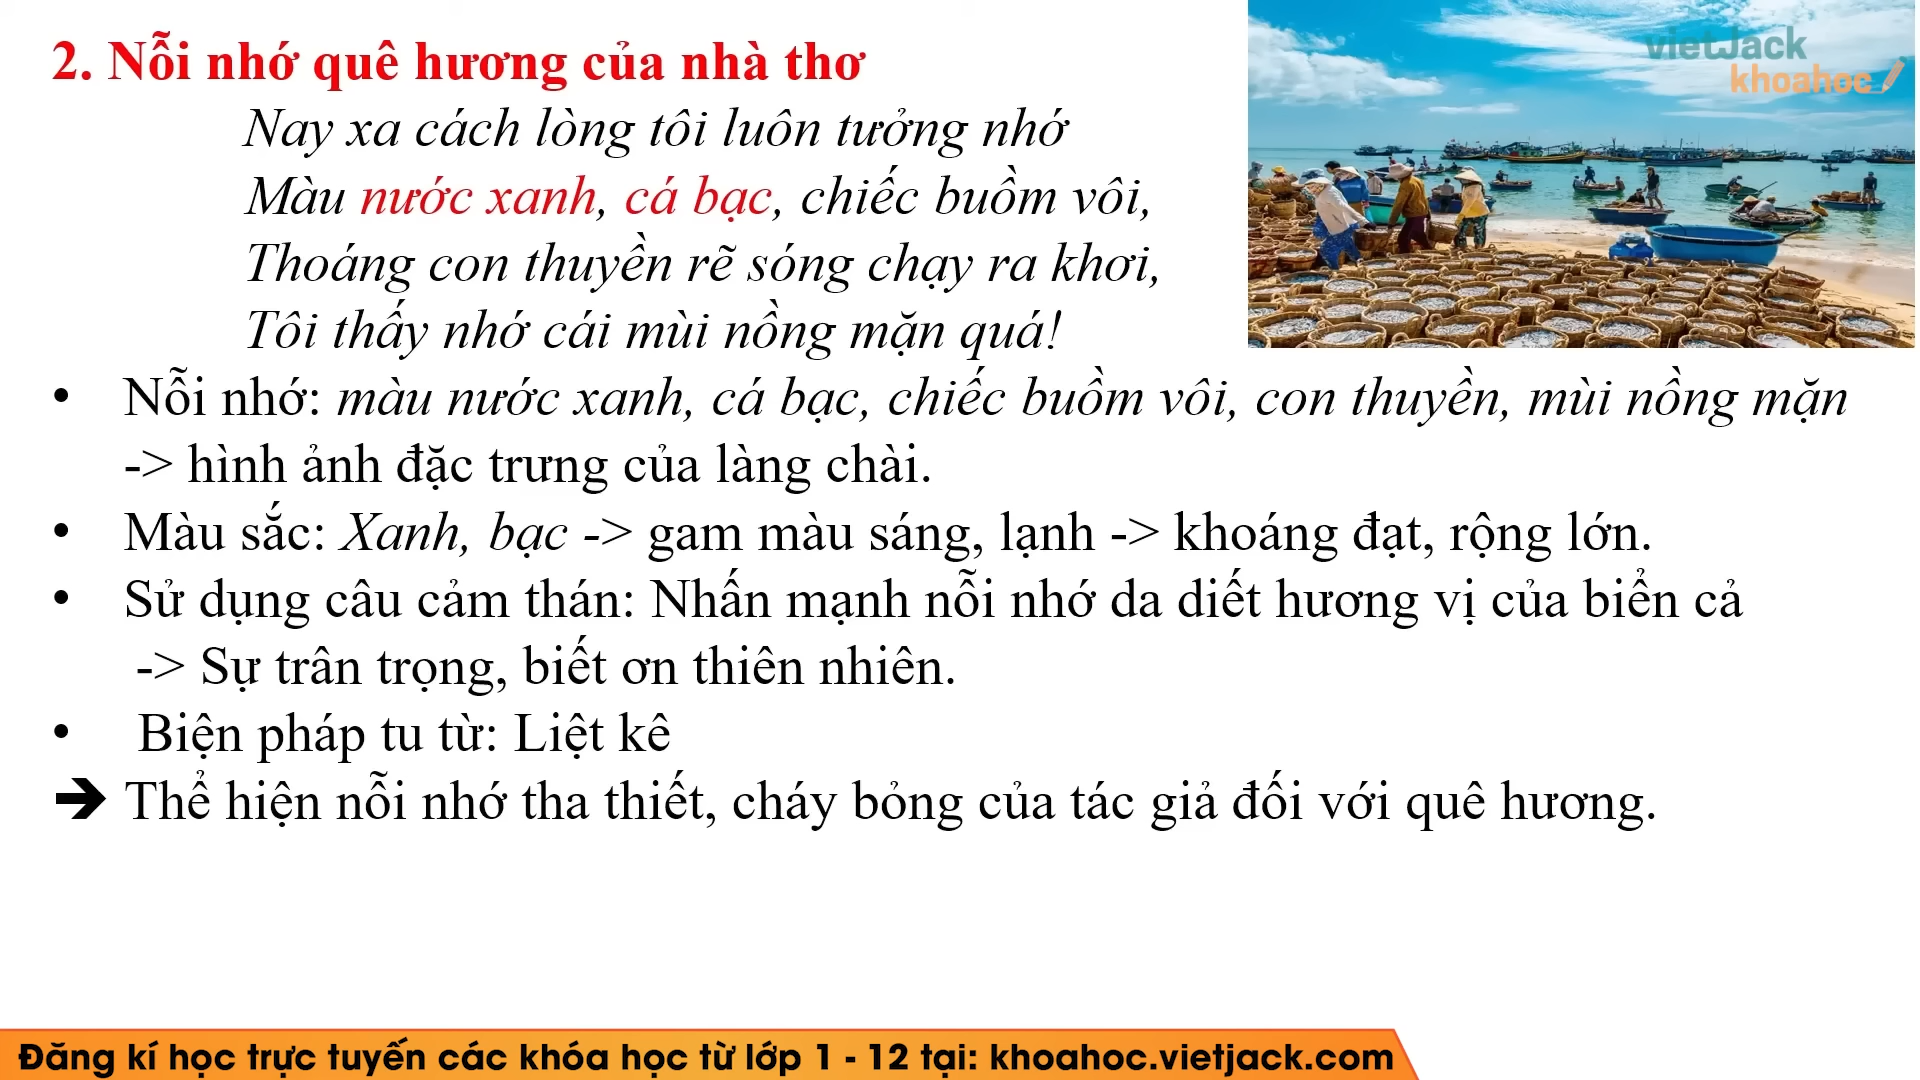 vietJack
khoahoc
2. Nỗi nhớ quê hương của nhà thơ
Nay xa cách lòng tôi luôn tưởng nhớ
Màu nước xanh, cá bạc, chiếc buồm vôi,
Thoáng con thuyền rẽ sóng chạy ra khơi,
Tôi thấy nhớ cái mùi nồng mặn quá!
• Nỗi nhớ: màu nước xanh, cá bạc, chiếc buồm vôi, con thuyền, mùi nồng mặn
-> hình ảnh đặc trưng của làng chài.
• Màu sắc: Xanh, bạc -> gam màu sáng, lạnh -> khoáng đạt, rộng lớn.
• Sử dụng câu cảm thán: Nhấn mạnh nỗi nhớ da diết hương vị của biển cả
-> Sự trân trọng, biết ơn thiên nhiên.
• Biện pháp tu từ: Liệt kê
➔ Thể hiện nỗi nhớ tha thiết, cháy bỏng của tác giả đối với quê hương.
Đăng kí học trực tuyến các khóa học từ lớp 1 - 12 tại: khoahoc.vietjack.com